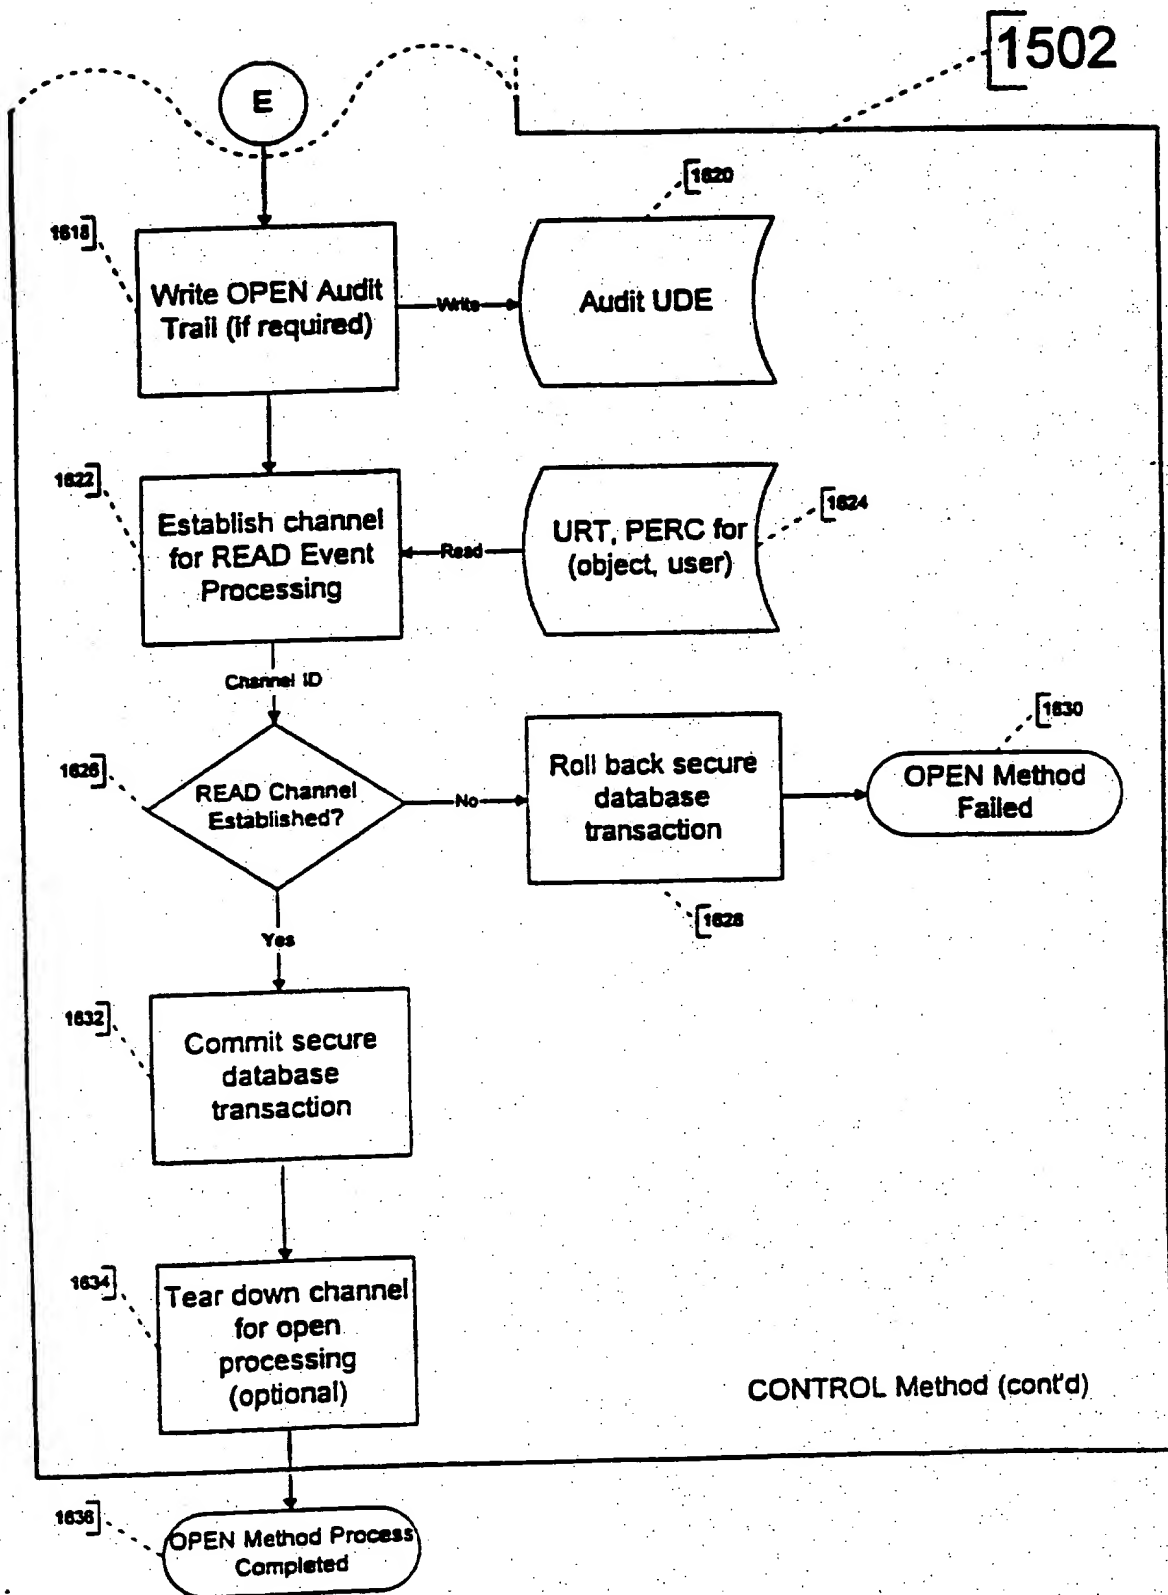 1502
E
1620
1618
Write OPEN Audit
Trail (if required)
Write
Audit UDE
1622
1624
Establish channel
for READ Event
Processing
Read
URT, PERC for
(object, user)
Channel ID
1630
1626
READ Channel
Established?
No
Roll back secure
database
transaction
OPEN Method
Failed
1628
Yes
1632
Commit secure
database
transaction
1634
Tear down channel
for open
processing
(optional)
CONTROL Method (cont'd)
1636
OPEN Method Process
Completed